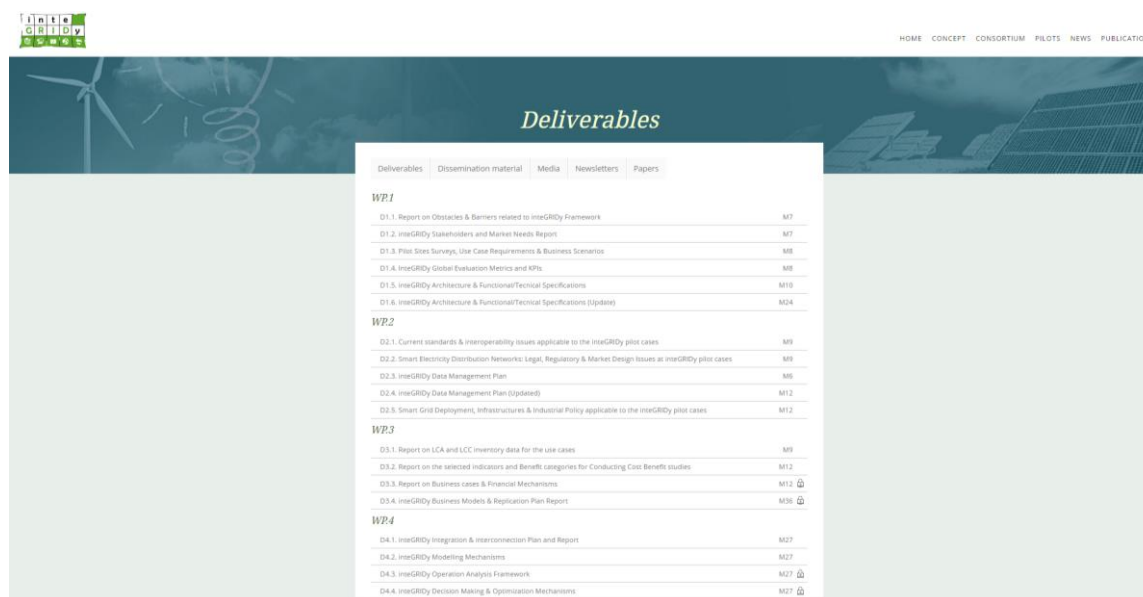 inte
GRIDy
HOME CONCEPT CONSORTIUM PILOTS NEWS PUBLICATIO
Deliverables
Deliverables Dissemination material Media Newsletters Papers
WP.1
D1.1. Report on Obstacles & Barriers related to inteGRIDy Framework M7
D1.2. inteGRIDy Stakeholders and Market Needs Report M7
D1.3. Pilot Sites Surveys, Use Case Requirements & Business Scenarios M8
D1.4. InteGRIDy Global Evaluation Metrics and KPIs M8
D1.5. inteGRIDy Architecture & Functional/Tecnical Specifications M10
D1.6. inteGRIDy Architecture & Functional/Tecnical Specifications (Update) M24
WP.2
D2.1. Current standards & interoperability issues applicable to the inteGRIDy pilot cases M9
D2.2. Smart Electricity Distribution Networks: Legal, Regulatory & Market Design Issues at inteGRIDy pilot cases M9
D2.3. inteGRIDy Data Management Plan M6
D2.4. inteGRIDy Data Management Plan (Updated) M12
D2.5. Smart Grid Deployment, Infrastructures & Industrial Policy applicable to the inteGRIDy pilot cases M12
WP.3
D3.1. Report on LCA and LCC inventory data for the use cases M9
D3.2. Report on the selected indicators and Benefit categories for Conducting Cost Benefit studies M12
D3.3. Report on Business cases & Financial Mechanisms M12
D3.4. inteGRIDy Business Models & Replication Plan Report M36
WP.4
D4.1. inteGRIDy Integration & interconnection Plan and Report M27
D4.2. inteGRIDy Modelling Mechanisms M27
D4.3. inteGRIDy Operation Analysis Framework M27
D4.4. inteGRIDy Decision Making & Optimization Mechanisms M27